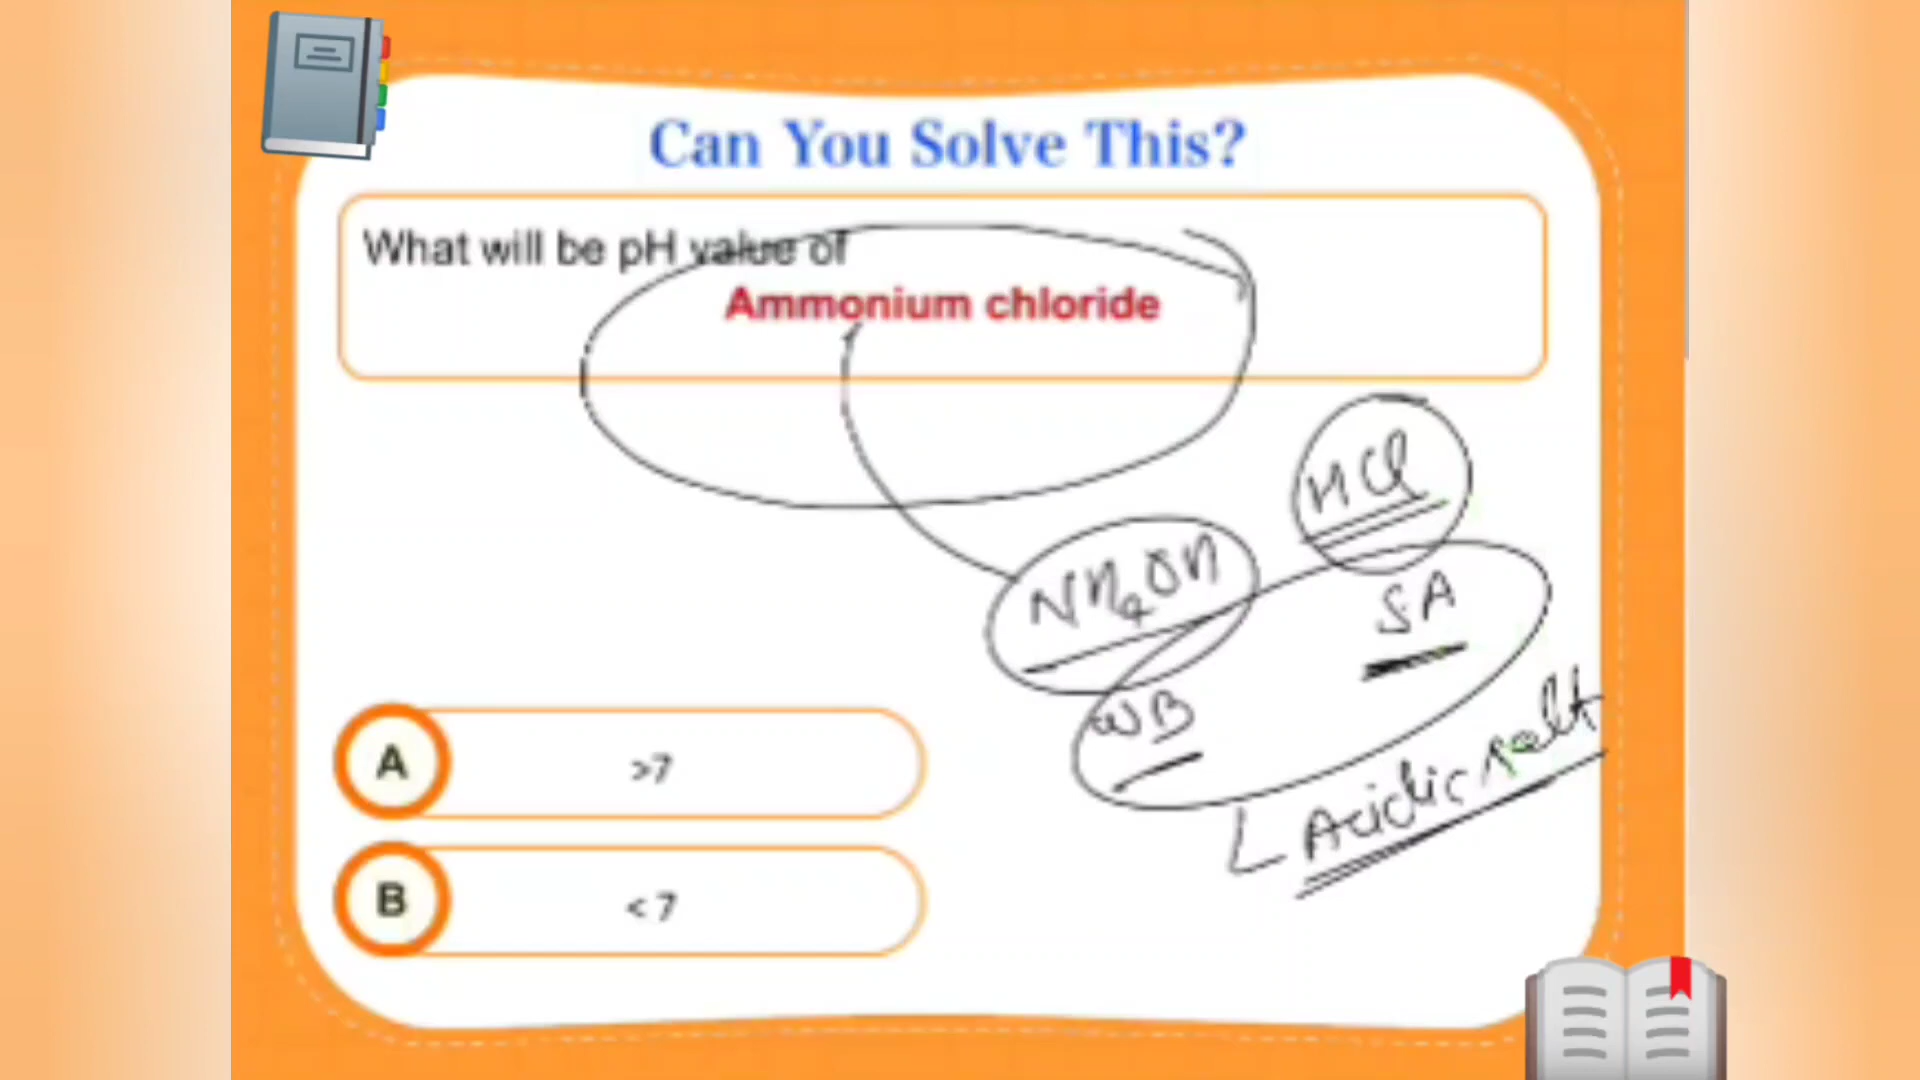 Can You Solve This?
What will be pH value of
Ammonium chloride
HCl
NH4OH
SA
WB
Acidic salt
A >7
B < 7